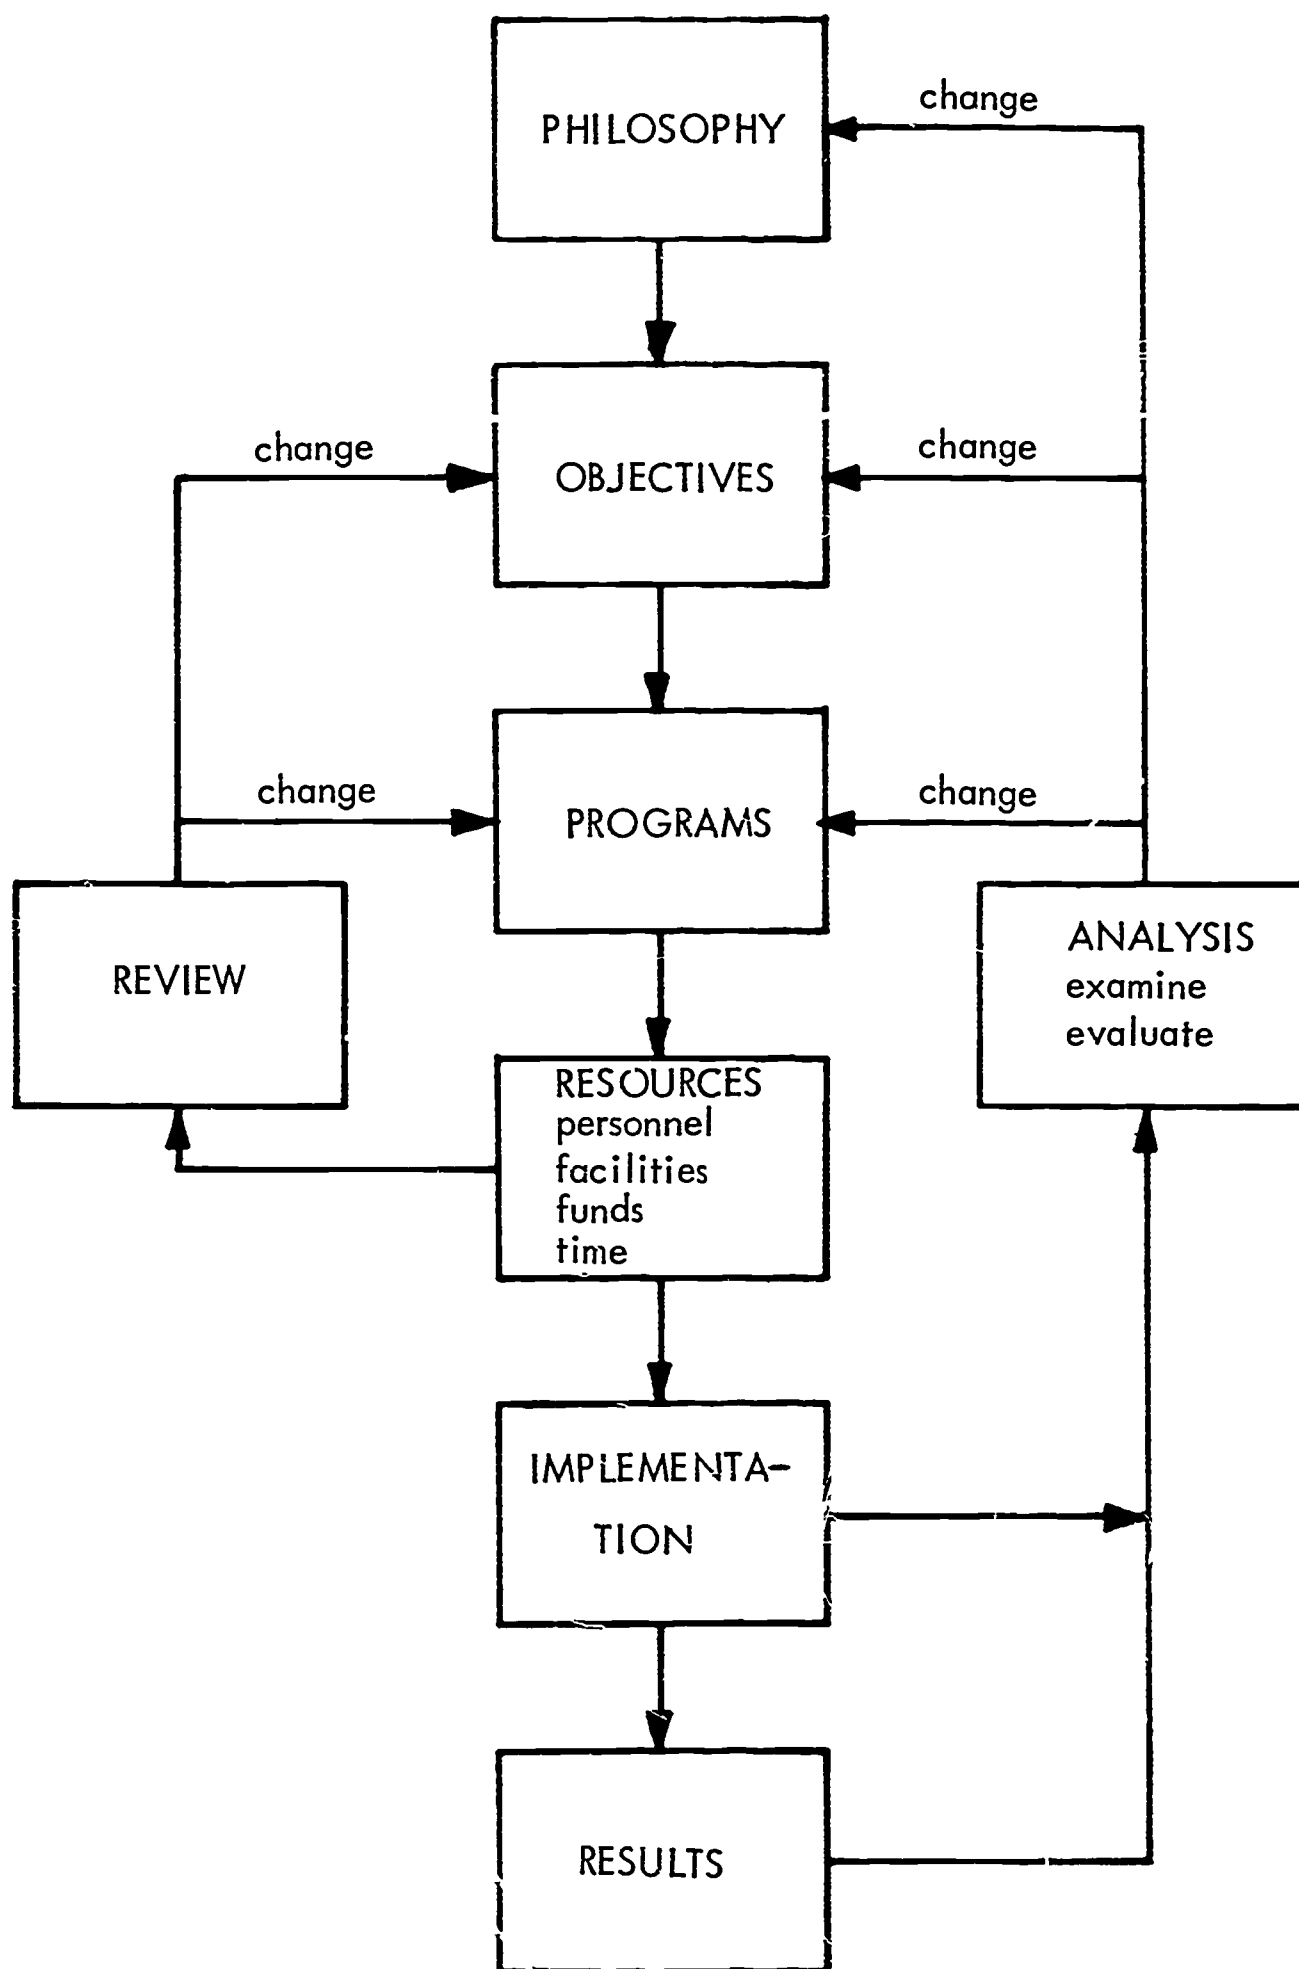 PHILOSOPHY
change
change
OBJECTIVES
change
change
PROGRAMS
change
REVIEW
ANALYSIS
examine
evaluate
RESOURCES
personnel
facilities
funds
time
IMPLEMENTA-
TION
RESULTS